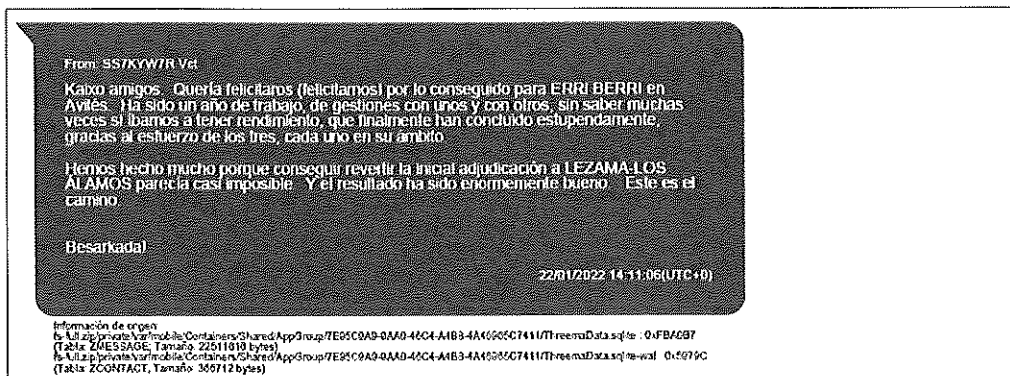 From: SS7KYW7R Vct
Kaixo amigos. Quería felicitaros (felicitarnos) por lo conseguido para ERRI BERRI en
Avilés. Ha sido un año de trabajo, de gestiones con unos y con otros, sin saber muchas
veces si íbamos a tener rendimiento, que finalmente han concluido estupendamente,
gracias al esfuerzo de los tres, cada uno en su ámbito.
Hemos hecho mucho porque conseguir revertir la inicial adjudicación a LEZAMA-LOS
ÁLAMOS parecía casi imposible. Y el resultado ha sido enormemente bueno. Este es el
camino.
Besarkada!
22/01/2022 14:11:06(UTC+0)
Información de origen:
(Tabla: ZMESSAGE; Tamaño: 22511616 bytes)
(Tabla: ZCONTACT, Tamaño: 366712 bytes)